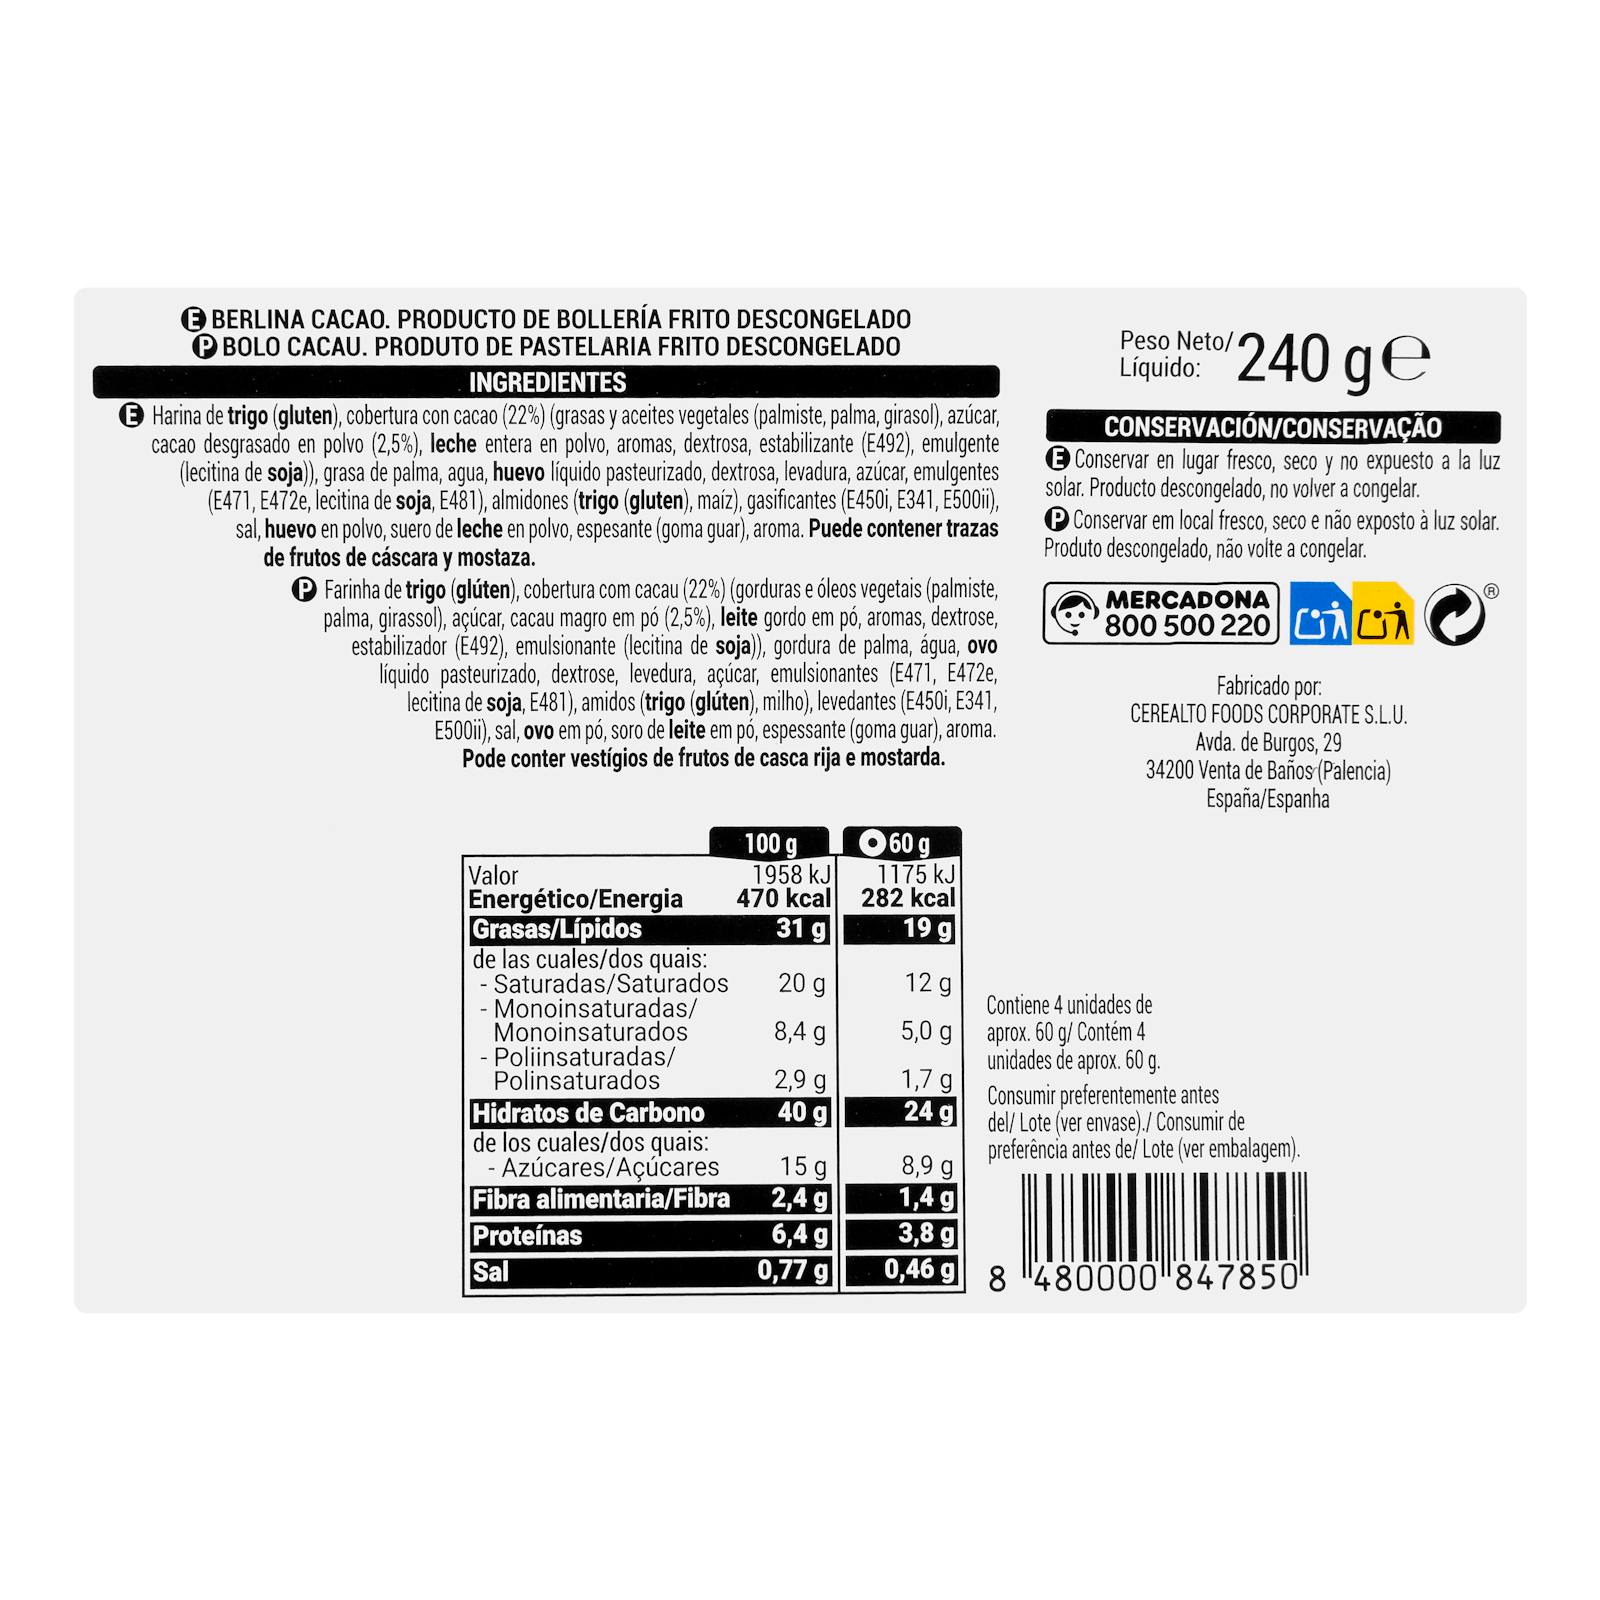 E BERLINA CACAO. PRODUCTO DE BOLLERÍA FRITO DESCONGELADO
P BOLO CACAU. PRODUTO DE PASTELARIA FRITO DESCONGELADO
INGREDIENTES
E Harina de trigo (gluten), cobertura con cacao (22%) (grasas y aceites vegetales (palmiste, palma, girasol), azúcar,
cacao desgrasado en polvo (2,5%), leche entera en polvo, aromas, dextrosa, estabilizante (E492), emulgente
(lecitina de soja)), grasa de palma, agua, huevo líquido pasteurizado, dextrosa, levadura, azúcar, emulgentes
(E471, E472e, lecitina de soja, E481), almidones (trigo (gluten), maíz), gasificantes (E450i, E341, E500ii),
sal, huevo en polvo, suero de leche en polvo, espesante (goma guar), aroma. Puede contener trazas
de frutos de cáscara y mostaza.
P Farinha de trigo (glúten), cobertura com cacau (22%) (gorduras e óleos vegetais (palmiste,
palma, girassol), açúcar, cacau magro em pó (2,5%), leite gordo em pó, aromas, dextrose,
estabilizador (E492), emulsionante (lecitina de soja)), gordura de palma, água, ovo
líquido pasteurizado, dextrose, levedura, açúcar, emulsionantes (E471, E472e,
lecitina de soja, E481), amidos (trigo (glúten), milho), levedantes (E450i, E341,
E500ii), sal, ovo em pó, soro de leite em pó, espessante (goma guar), aroma.
Pode conter vestígios de frutos de casca rija e mostarda.
Peso Neto/
Líquido: 240 g e
CONSERVACIÓN/CONSERVAÇÃO
E Conservar en lugar fresco, seco y no expuesto a la luz
solar. Producto descongelado, no volver a congelar.
P Conservar em local fresco, seco e não exposto à luz solar.
Produto descongelado, não volte a congelar.
MERCADONA
800 500 220
®
Fabricado por:
CEREALTO FOODS CORPORATE S.L.U.
Avda. de Burgos, 29
34200 Venta de Baños (Palencia)
España/Espanha
100 g 60 g
Valor 1958 kJ 1175 kJ
Energético/Energia 470 kcal 282 kcal
Grasas/Lípidos 31 g 19 g
de las cuales/dos quais:
- Saturadas/Saturados 20 g 12 g
- Monoinsaturadas/
Monoinsaturados 8,4 g 5,0 g
- Poliinsaturadas/
Polinsaturados 2,9 g 1,7 g
Hidratos de Carbono 40 g 24 g
de los cuales/dos quais:
- Azúcares/Açúcares 15 g 8,9 g
Fibra alimentaria/Fibra 2,4 g 1,4 g
Proteínas 6,4 g 3,8 g
Sal 0,77 g 0,46 g
Contiene 4 unidades de
aprox. 60 g/ Contém 4
unidades de aprox. 60 g.
Consumir preferentemente antes
del/ Lote (ver envase)./ Consumir de
preferência antes de/ Lote (ver embalagem).
8 480000 847850